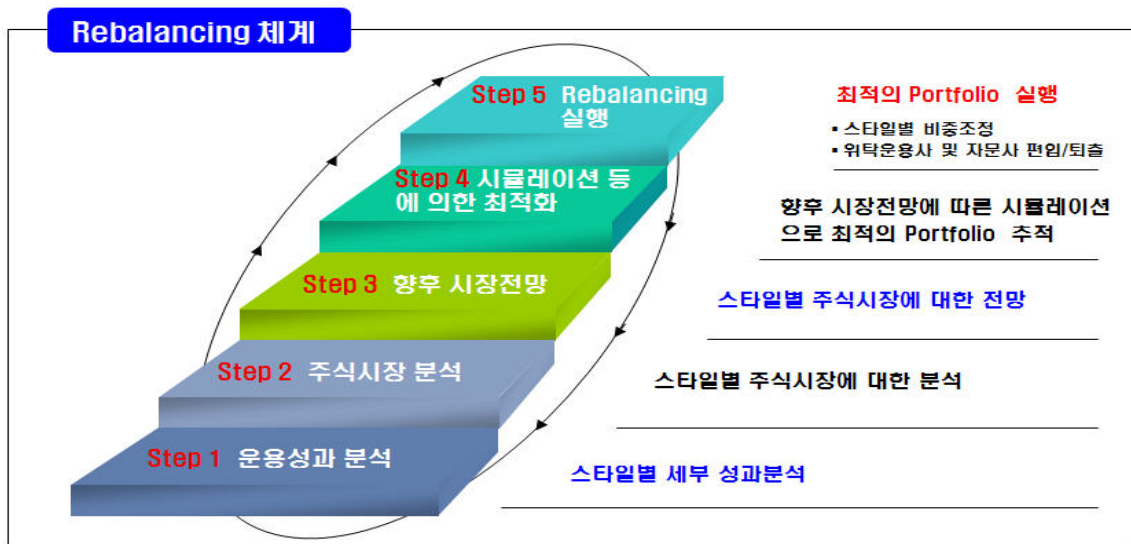 Rebalancing 체계
Step 5 Rebalancing
실행
최적의 Portfolio 실행
▪ 스타일별 비중조정
▪ 위탁운용사 및 자문사 편입/퇴출
Step 4 시뮬레이션 등
에 의한 최적화
향후 시장전망에 따른 시뮬레이션
으로 최적의 Portfolio 추적
Step 3 향후 시장전망
스타일별 주식시장에 대한 전망
Step 2 주식시장 분석
스타일별 주식시장에 대한 분석
Step 1 운용성과 분석
스타일별 세부 성과분석